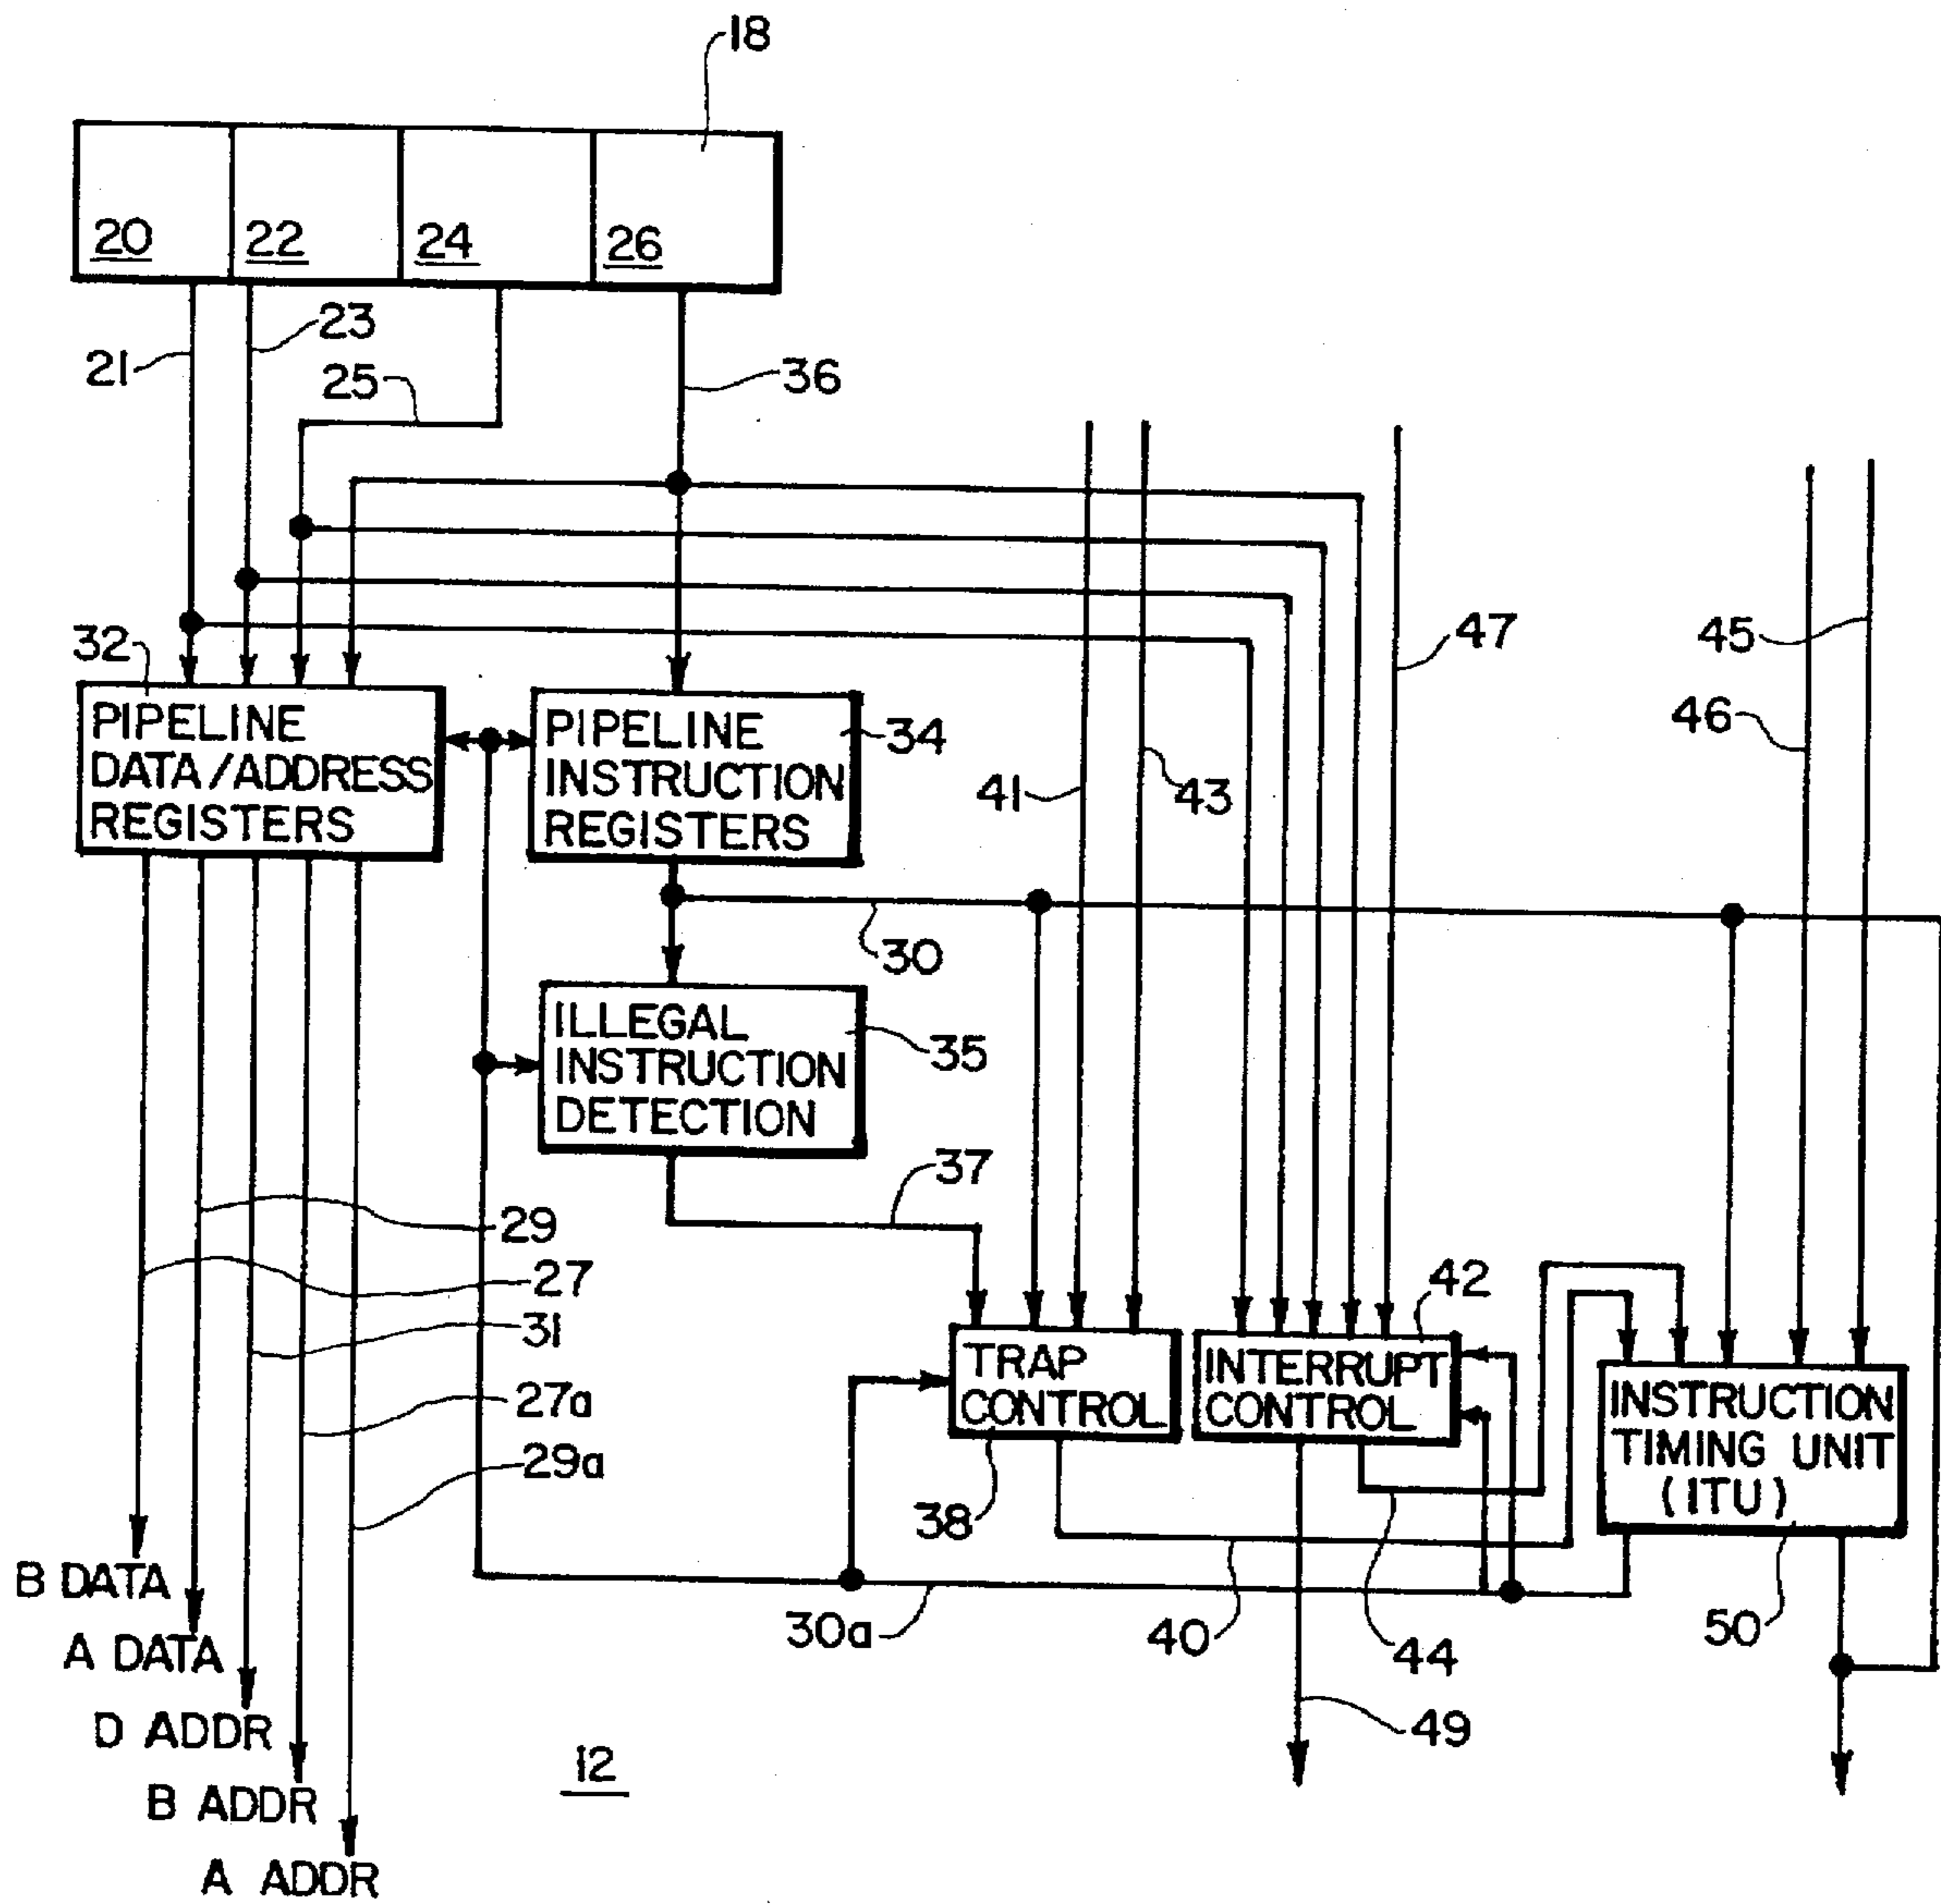 18
20
22
24
26
21
23
25
36
32
PIPELINE
DATA/ADDRESS
REGISTERS
PIPELINE
INSTRUCTION
REGISTERS
34
41
43
47
45
46
30
ILLEGAL
INSTRUCTION
DETECTION
35
37
29
27
31
27a
29a
42
TRAP
CONTROL
INTERRUPT
CONTROL
INSTRUCTION
TIMING UNIT
(ITU)
38
30a
40
44
50
49
B DATA
A DATA
D ADDR
B ADDR
A ADDR
12